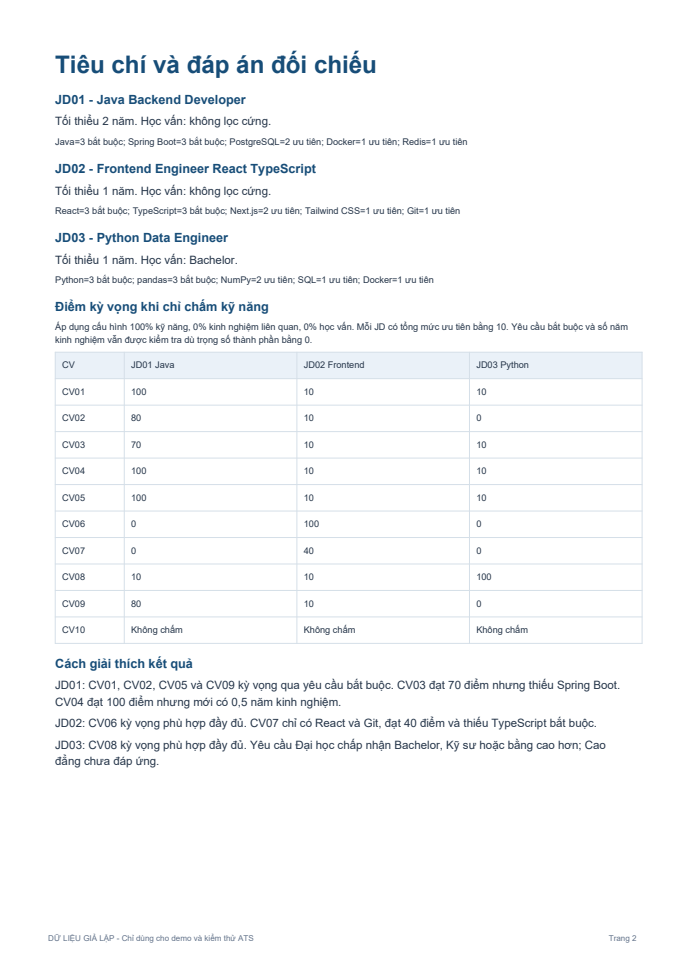 Tiêu chí và đáp án đối chiếu
JD01 - Java Backend Developer
Tối thiểu 2 năm. Học vấn: không lọc cứng.
Java=3 bắt buộc; Spring Boot=3 bắt buộc; PostgreSQL=2 ưu tiên; Docker=1 ưu tiên; Redis=1 ưu tiên
JD02 - Frontend Engineer React TypeScript
Tối thiểu 1 năm. Học vấn: không lọc cứng.
React=3 bắt buộc; TypeScript=3 bắt buộc; Next.js=2 ưu tiên; Tailwind CSS=1 ưu tiên; Git=1 ưu tiên
JD03 - Python Data Engineer
Tối thiểu 1 năm. Học vấn: Bachelor.
Python=3 bắt buộc; pandas=3 bắt buộc; NumPy=2 ưu tiên; SQL=1 ưu tiên; Docker=1 ưu tiên
Điểm kỳ vọng khi chỉ chấm kỹ năng
Áp dụng cấu hình 100% kỹ năng, 0% kinh nghiệm liên quan, 0% học vấn. Mỗi JD có tổng mức ưu tiên bằng 10. Yêu cầu bắt buộc và số năm
kinh nghiệm vẫn được kiểm tra dù trọng số thành phần bằng 0.
CV JD01 Java JD02 Frontend JD03 Python
CV01 100 10 10
CV02 80 10 0
CV03 70 10 10
CV04 100 10 10
CV05 100 10 10
CV06 0 100 0
CV07 0 40 0
CV08 10 10 100
CV09 80 10 0
CV10 Không chấm Không chấm Không chấm
Cách giải thích kết quả
JD01: CV01, CV02, CV05 và CV09 kỳ vọng qua yêu cầu bắt buộc. CV03 đạt 70 điểm nhưng thiếu Spring Boot.
CV04 đạt 100 điểm nhưng mới có 0,5 năm kinh nghiệm.
JD02: CV06 kỳ vọng phù hợp đầy đủ. CV07 chỉ có React và Git, đạt 40 điểm và thiếu TypeScript bắt buộc.
JD03: CV08 kỳ vọng phù hợp đầy đủ. Yêu cầu Đại học chấp nhận Bachelor, Kỹ sư hoặc bằng cao hơn; Cao
đẳng chưa đáp ứng.
DỮ LIỆU GIẢ LẬP - Chỉ dùng cho demo và kiểm thử ATS
Trang 2